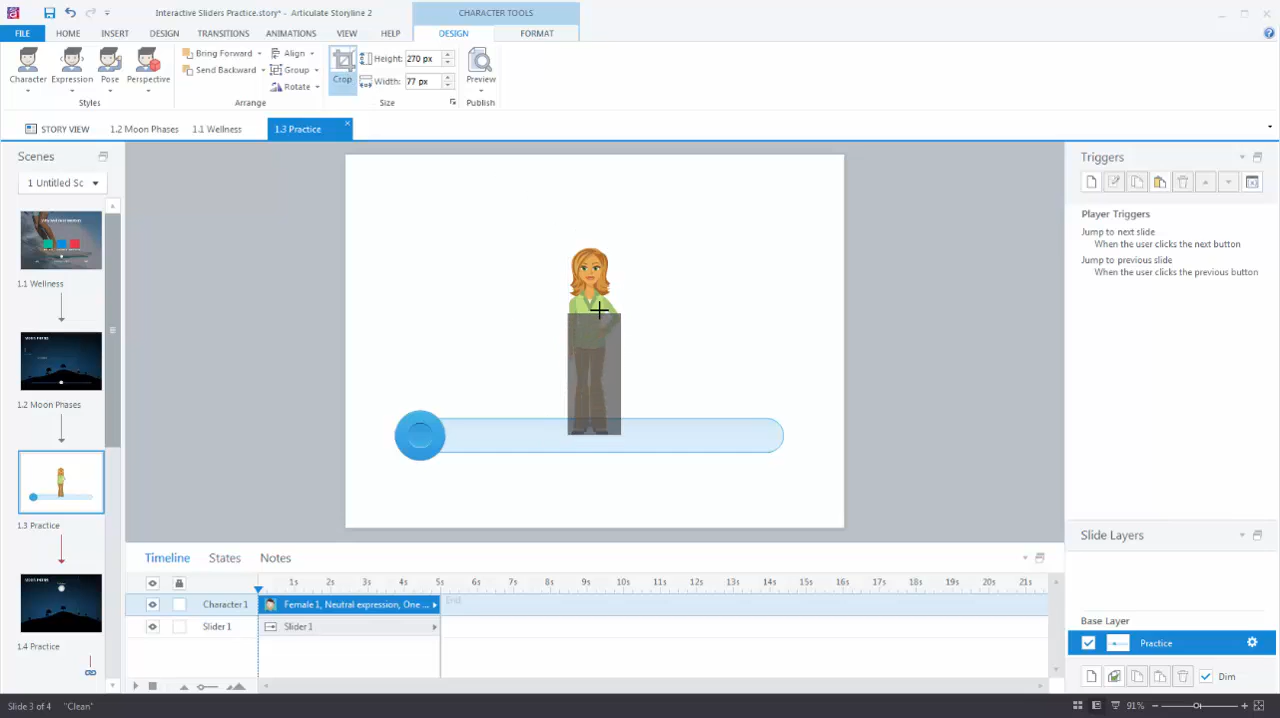 Interactive Sliders Practice.story* - Articulate Storyline 2
CHARACTER TOOLS
FILE HOME INSERT DESIGN TRANSITIONS ANIMATIONS VIEW HELP DESIGN FORMAT
Character Expression Pose Perspective
Styles
Bring Forward Align
Send Backward Group
Rotate
Arrange
Crop
Height: 270 px
Width: 77 px
Size
Preview
Publish
STORY VIEW 1.2 Moon Phases 1.1 Wellness 1.3 Practice
Scenes
1 Untitled Sc
1.1 Wellness
1.2 Moon Phases
1.3 Practice
1.4 Practice
Triggers
Player Triggers
Jump to next slide
When the user clicks the next button
Jump to previous slide
When the user clicks the previous button
Slide Layers
Base Layer
Practice
Dim
Timeline States Notes
1s 2s 3s 4s 5s 6s 7s 8s 9s 10s 11s 12s 13s 14s 15s 16s 17s 18s 19s 20s 21s
Character 1 Female 1, Neutral expression, One ... End
Slider 1 Slider 1
Slide 3 of 4 "Clean" 91%